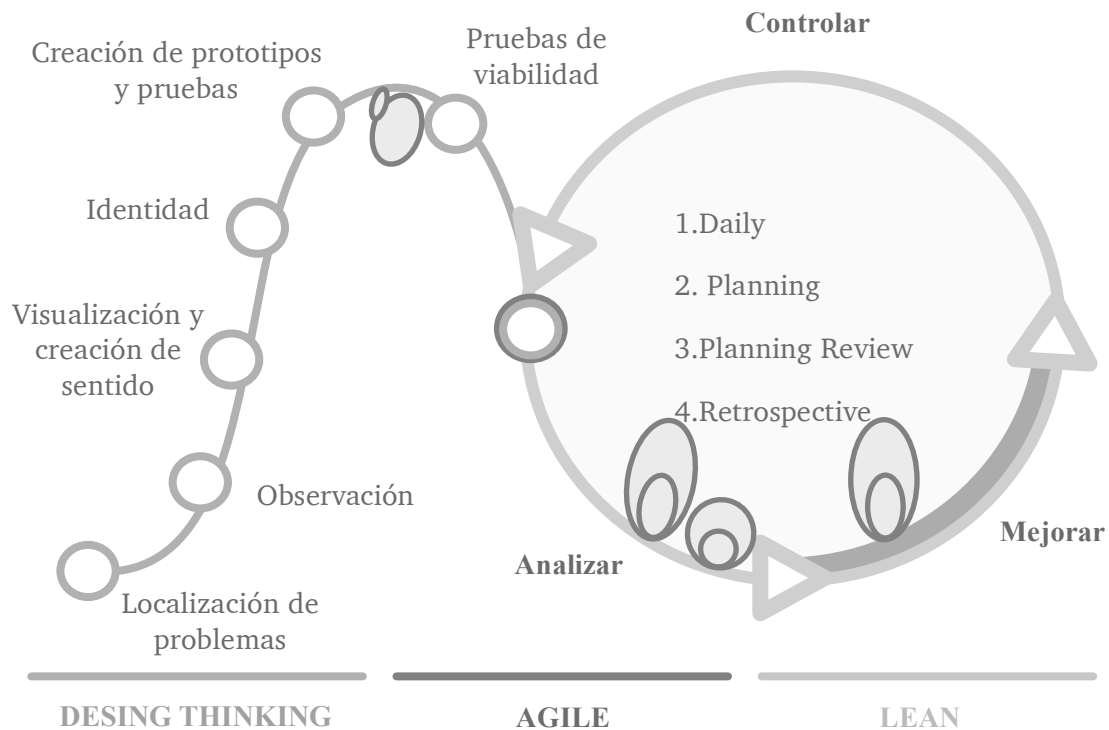 Controlar
Creación de prototipos
y pruebas
Pruebas de
viabilidad
Identidad
1.Daily
2. Planning
3.Planning Review
4.Retrospective
Visualización y
creación de
sentido
Observación
Analizar
Mejorar
Localización de
problemas
DESING THINKING
AGILE
LEAN